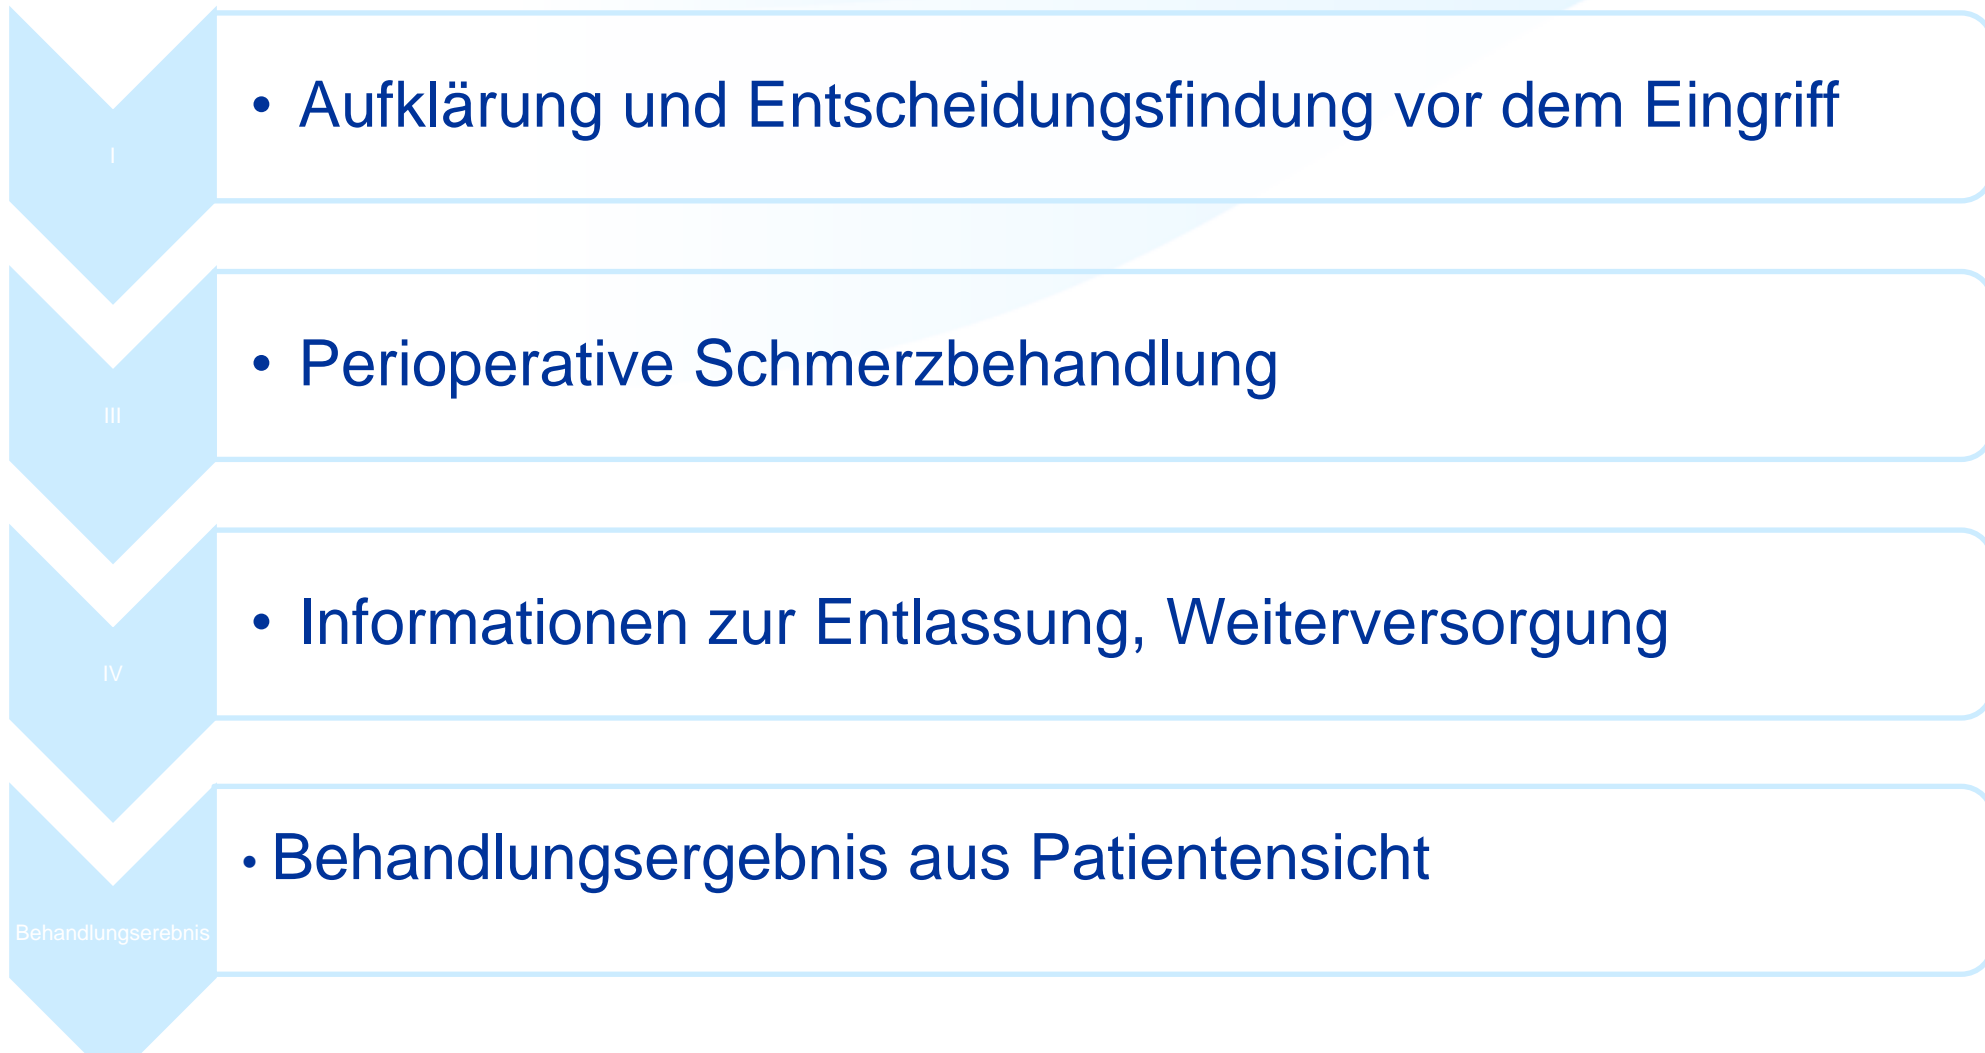 I
• Aufklärung und Entscheidungsfindung vor dem Eingriff
III
• Perioperative Schmerzbehandlung
IV
• Informationen zur Entlassung, Weiterversorgung
Behandlungserebnis
• Behandlungsergebnis aus Patientensicht